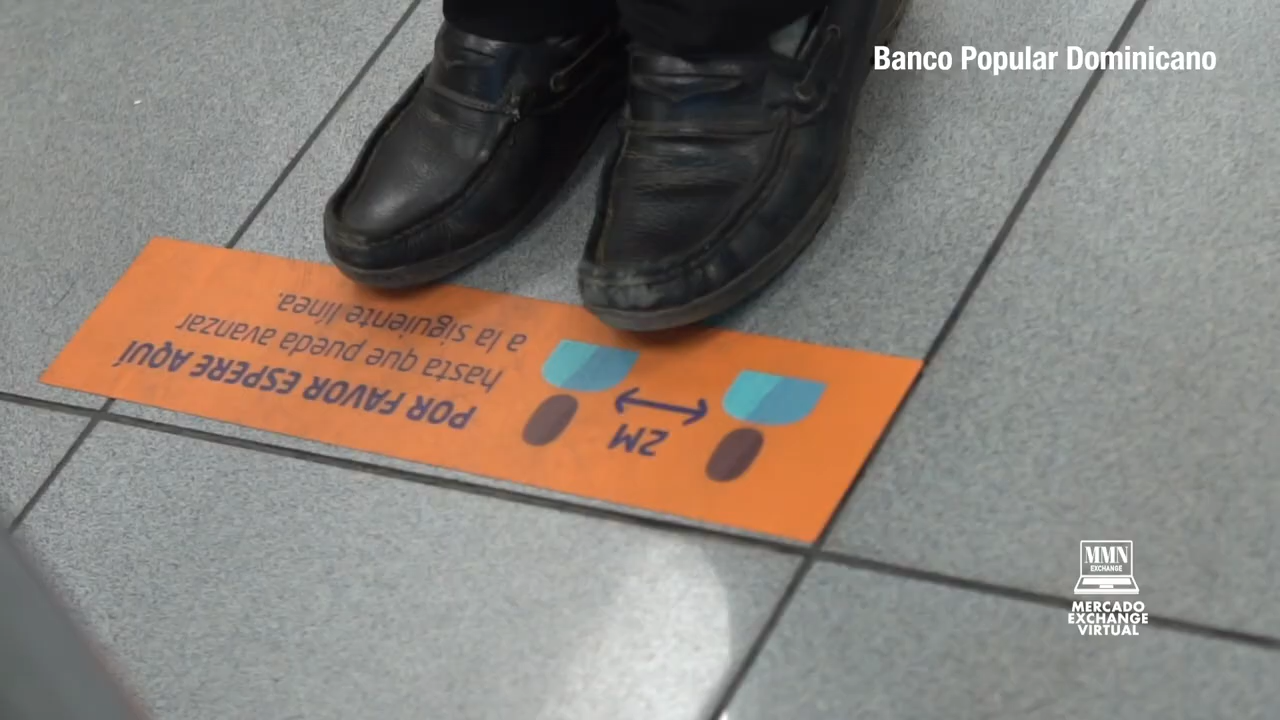 Banco Popular Dominicano
POR FAVOR ESPERE AQUÍ
hasta que pueda avanzar
a la siguiente línea.
2M
MMN
EXCHANGE
MERCADO
EXCHANGE
VIRTUAL